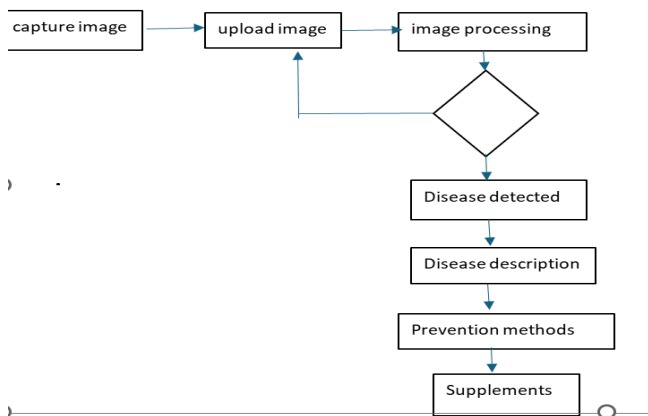 capture image
upload image
image processing
Disease detected
Disease description
Prevention methods
Supplements